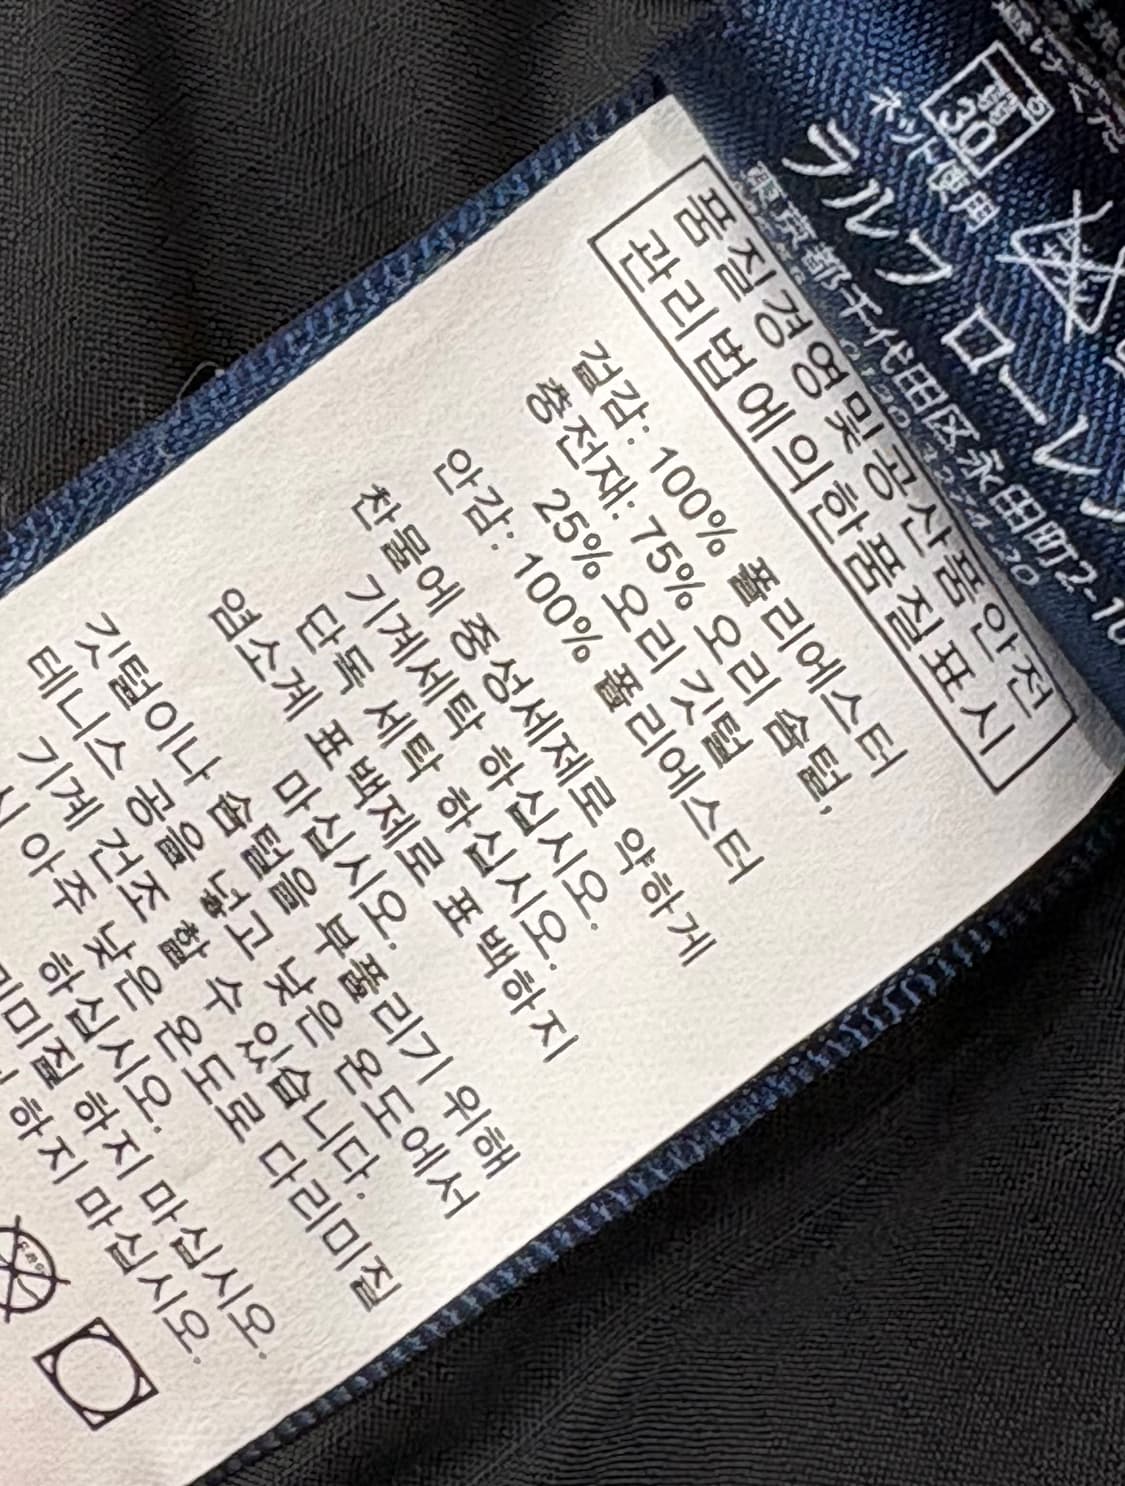 품질경영및공산품안전
관리법에의한품질표시
겉감: 100% 폴리에스터
충전재: 75% 오리 솜털,
25% 오리 깃털
안감: 100% 폴리에스터
찬물에 중성세제로 약하게
기계세탁 하십시오.
단독 세탁 하십시오.
염소계 표백제로 표백하지
마십시오.
깃털이나 솜털을 부풀리기 위해
테니스 공을 넣고 낮은 온도에서
기계 건조 할 수 있습니다.
아주 낮은 온도로 다리미질
하십시오.
하지 마십시오.
하지 마십시오.
30
ネット使用
ラルフ ローレ
東京都千代田区永田町2-1